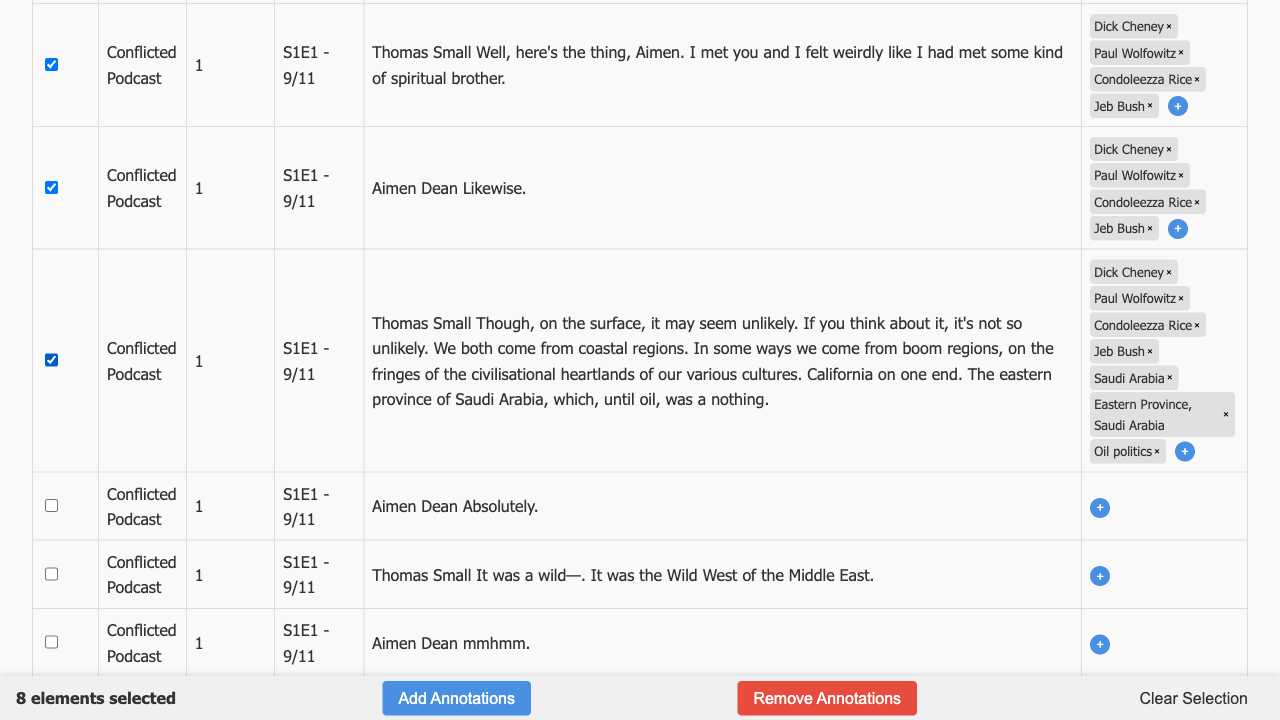 Conflicted
Podcast
1
S1E1 -
9/11
Thomas Small Well, here's the thing, Aimen. I met you and I felt weirdly like I had met some kind
of spiritual brother.
Dick Cheney ×
Paul Wolfowitz ×
Condoleezza Rice ×
Jeb Bush × +
Conflicted
Podcast
1
S1E1 -
9/11
Aimen Dean Likewise.
Dick Cheney ×
Paul Wolfowitz ×
Condoleezza Rice ×
Jeb Bush × +
Conflicted
Podcast
1
S1E1 -
9/11
Thomas Small Though, on the surface, it may seem unlikely. If you think about it, it's not so
unlikely. We both come from coastal regions. In some ways we come from boom regions, on the
fringes of the civilisational heartlands of our various cultures. California on one end. The eastern
province of Saudi Arabia, which, until oil, was a nothing.
Dick Cheney ×
Paul Wolfowitz ×
Condoleezza Rice ×
Jeb Bush ×
Saudi Arabia ×
Eastern Province,
Saudi Arabia ×
Oil politics × +
Conflicted
Podcast
1
S1E1 -
9/11
Aimen Dean Absolutely.
+
Conflicted
Podcast
1
S1E1 -
9/11
Thomas Small It was a wild—. It was the Wild West of the Middle East.
+
Conflicted
Podcast
1
S1E1 -
9/11
Aimen Dean mmhmm.
+
8 elements selected
Add Annotations
Remove Annotations
Clear Selection